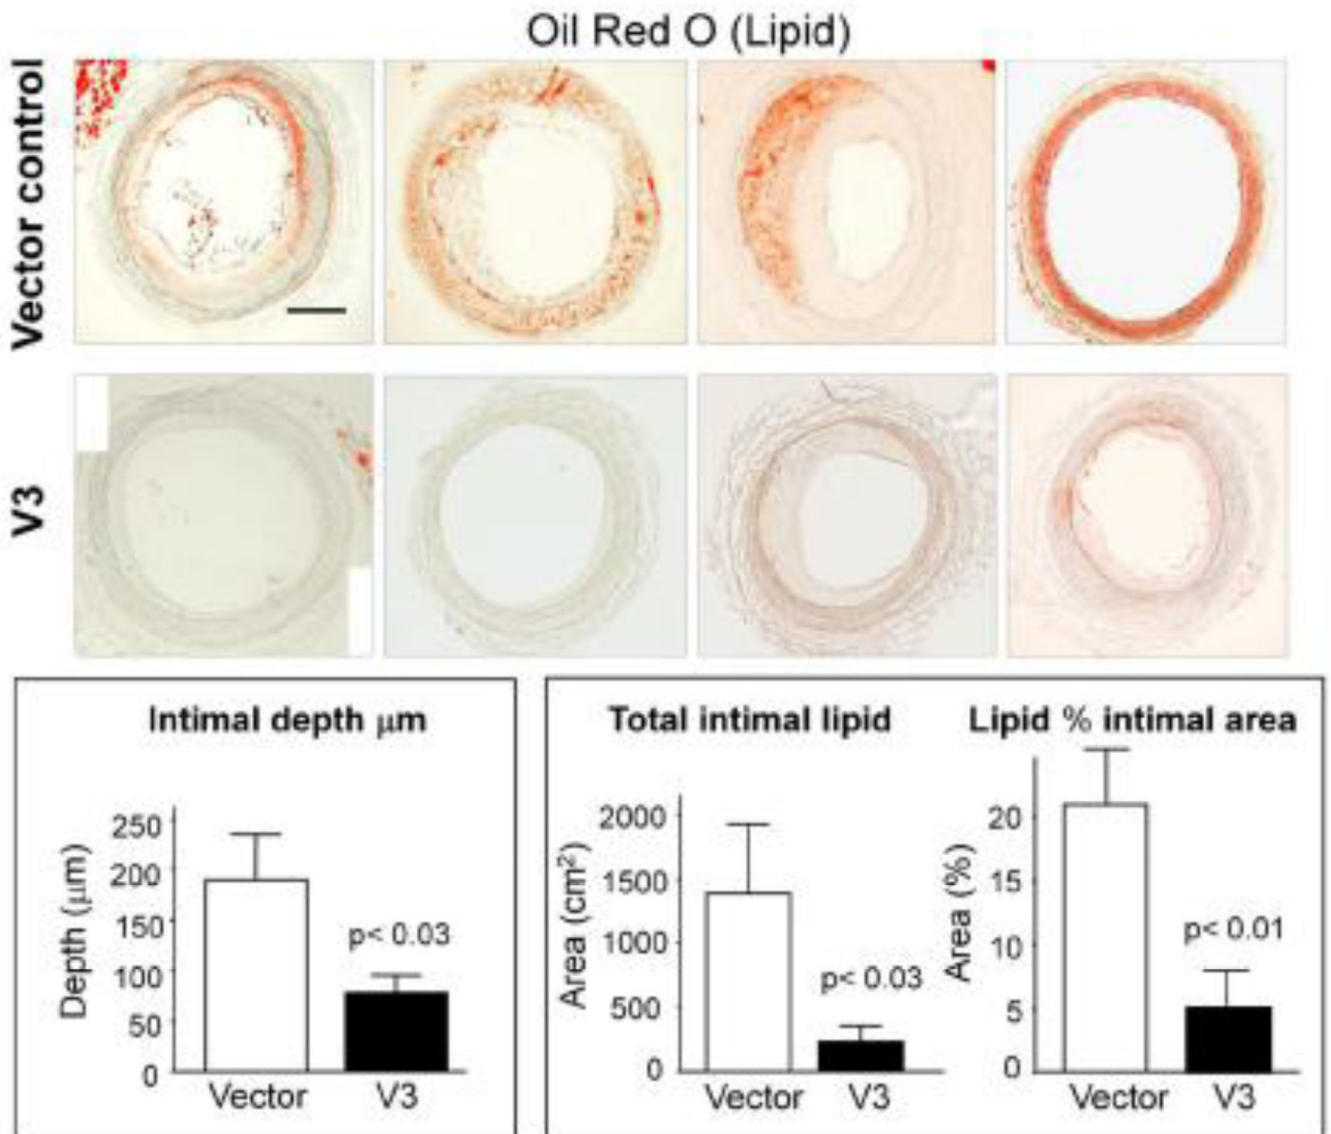 Oil Red O (Lipid)
Vector control
V3
Intimal depth μm
Depth (μm)
250
200
150
100
50
0
p< 0.03
Vector V3
Total intimal lipid
Area (cm²)
2000
1500
1000
500
0
p< 0.03
Vector V3
Lipid % intimal area
Area (%)
20
15
10
5
0
p< 0.01
Vector V3